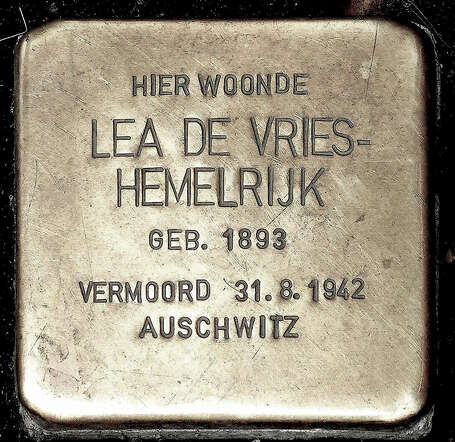 HIER WOONDE
LEA DE VRIES-
HEMELRIJK
GEB. 1893
VERMOORD 31.8.1942
AUSCHWITZ